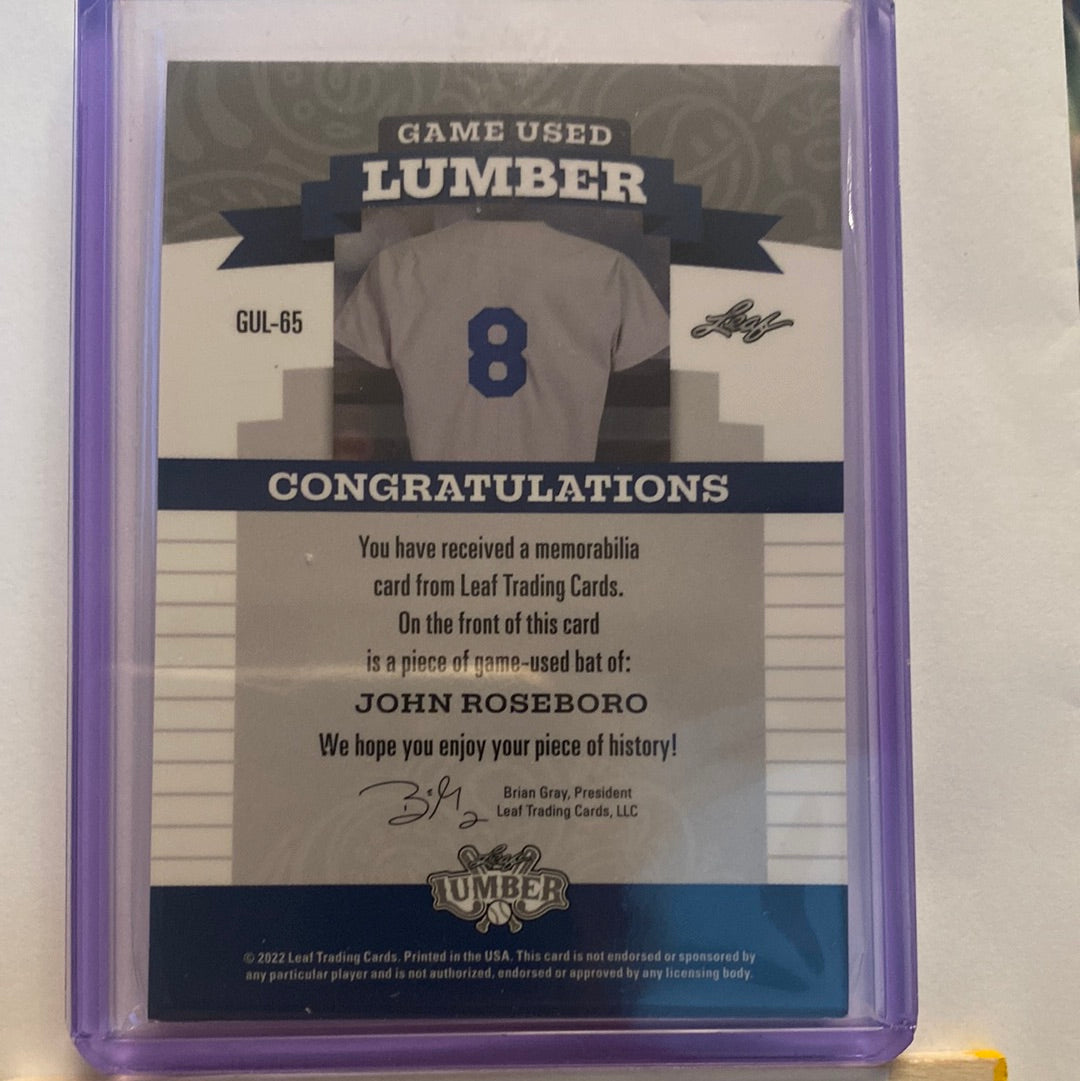 GAME USED
LUMBER
GUL-65
8
Leaf
CONGRATULATIONS
You have received a memorabilia
card from Leaf Trading Cards.
On the front of this card
is a piece of game-used bat of:
JOHN ROSEBORO
We hope you enjoy your piece of history!
Brian Gray, President
Leaf Trading Cards, LLC
Leaf
LUMBER
© 2022 Leaf Trading Cards. Printed in the USA. This card is not endorsed or sponsored by
any particular player and is not authorized, endorsed or approved by any licensing body.